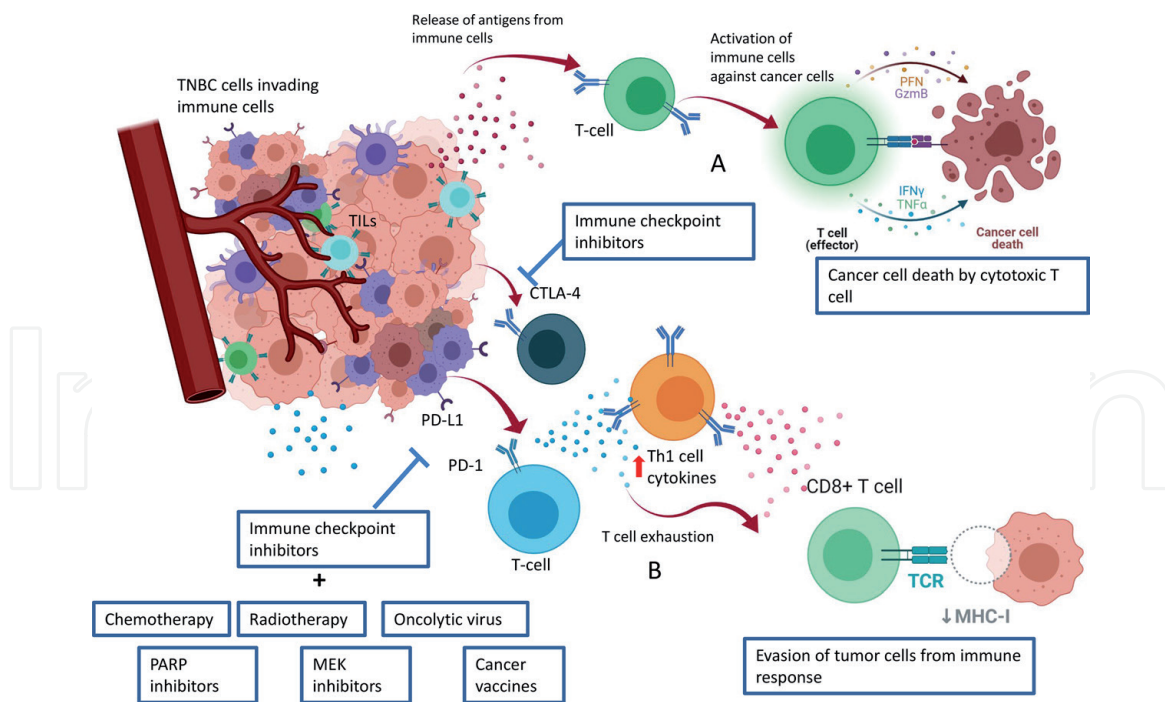 Release of antigens from
immune cells
Activation of
immune cells
against cancer cells
TNBC cells invading
immune cells
PFN
GzmB
T-cell
A
TILs
IFNγ
TNFα
Immune checkpoint
inhibitors
T cell
(effector)
Cancer cell
death
Cancer cell death by cytotoxic T
cell
CTLA-4
PD-L1
PD-1
Th1 cell
cytokines
CD8+ T cell
Immune checkpoint
inhibitors
T cell exhaustion
T-cell
B
TCR
↓MHC-I
+
Chemotherapy
Radiotherapy
Oncolytic virus
PARP
inhibitors
MEK
inhibitors
Cancer
vaccines
Evasion of tumor cells from immune
response